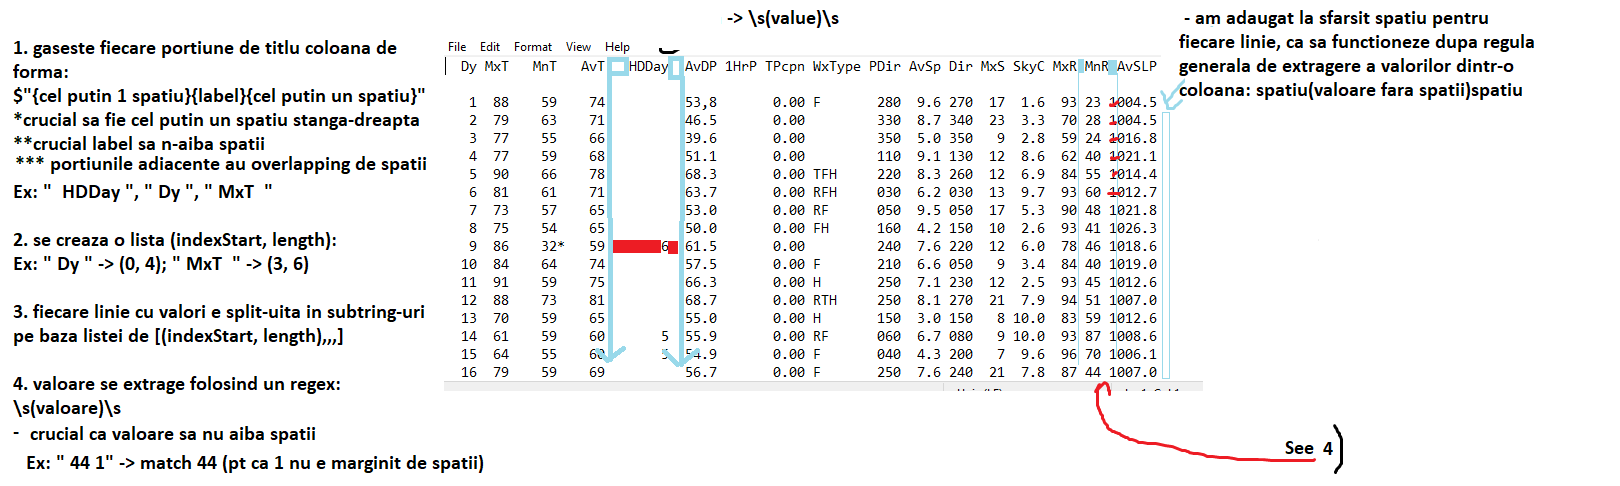 -> \s(value)\s
1. gaseste fiecare portiune de titlu coloana de
forma:
$"{cel putin 1 spatiu}{label}{cel putin un spatiu}"
*crucial sa fie cel putin un spatiu stanga-dreapta
**crucial label sa n-aiba spatii
*** portiunile adiacente au overlapping de spatii
Ex: "  HDDay ", " Dy ", " MxT  "
2. se creaza o lista (indexStart, length):
Ex: " Dy " -> (0, 4); " MxT  " -> (3, 6)
3. fiecare linie cu valori e split-uita in subtring-uri
pe baza listei de [(indexStart, length),,,]
4. valoare se extrage folosind un regex:
\s(valoare)\s
- crucial ca valoare sa nu aiba spatii
Ex: " 44 1" -> match 44 (pt ca 1 nu e marginit de spatii)
File Edit Format View Help
Dy MxT MnT AvT HDDay AvDP 1HrP TPcpn WxType PDir AvSp Dir MxS SkyC MxR MnR AvSLP
1 88 59 74 53,8 0.00 F 280 9.6 270 17 1.6 93 23 1004.5
2 79 63 71 46.5 0.00 330 8.7 340 23 3.3 70 28 1004.5
3 77 55 66 39.6 0.00 350 5.0 350 9 2.8 59 24 1016.8
4 77 59 68 51.1 0.00 110 9.1 130 12 8.6 62 40 1021.1
5 90 66 78 68.3 0.00 TFH 220 8.3 260 12 6.9 84 55 1014.4
6 81 61 71 63.7 0.00 RFH 030 6.2 030 13 9.7 93 60 1012.7
7 73 57 65 53.0 0.00 RF 050 9.5 050 17 5.3 90 48 1021.8
8 75 54 65 50.0 0.00 FH 160 4.2 150 10 2.6 93 41 1026.3
9 86 32* 59 6 61.5 0.00 240 7.6 220 12 6.0 78 46 1018.6
10 84 64 74 57.5 0.00 F 210 6.6 050 9 3.4 84 40 1019.0
11 91 59 75 66.3 0.00 H 250 7.1 230 12 2.5 93 45 1012.6
12 88 73 81 68.7 0.00 RTH 250 8.1 270 21 7.9 94 51 1007.0
13 70 59 65 55.0 0.00 H 150 3.0 150 8 10.0 83 59 1012.6
14 61 59 60 5 55.9 0.00 RF 060 6.7 080 9 10.0 93 87 1008.6
15 64 55 60 5 54.9 0.00 F 040 4.3 200 7 9.6 96 70 1006.1
16 79 59 69 56.7 0.00 F 250 7.6 240 21 7.8 87 44 1007.0
- am adaugat la sfarsit spatiu pentru
fiecare linie, ca sa functioneze dupa regula
generala de extragere a valorilor dintr-o
coloana: spatiu(valoare fara spatii)spatiu
See 4)